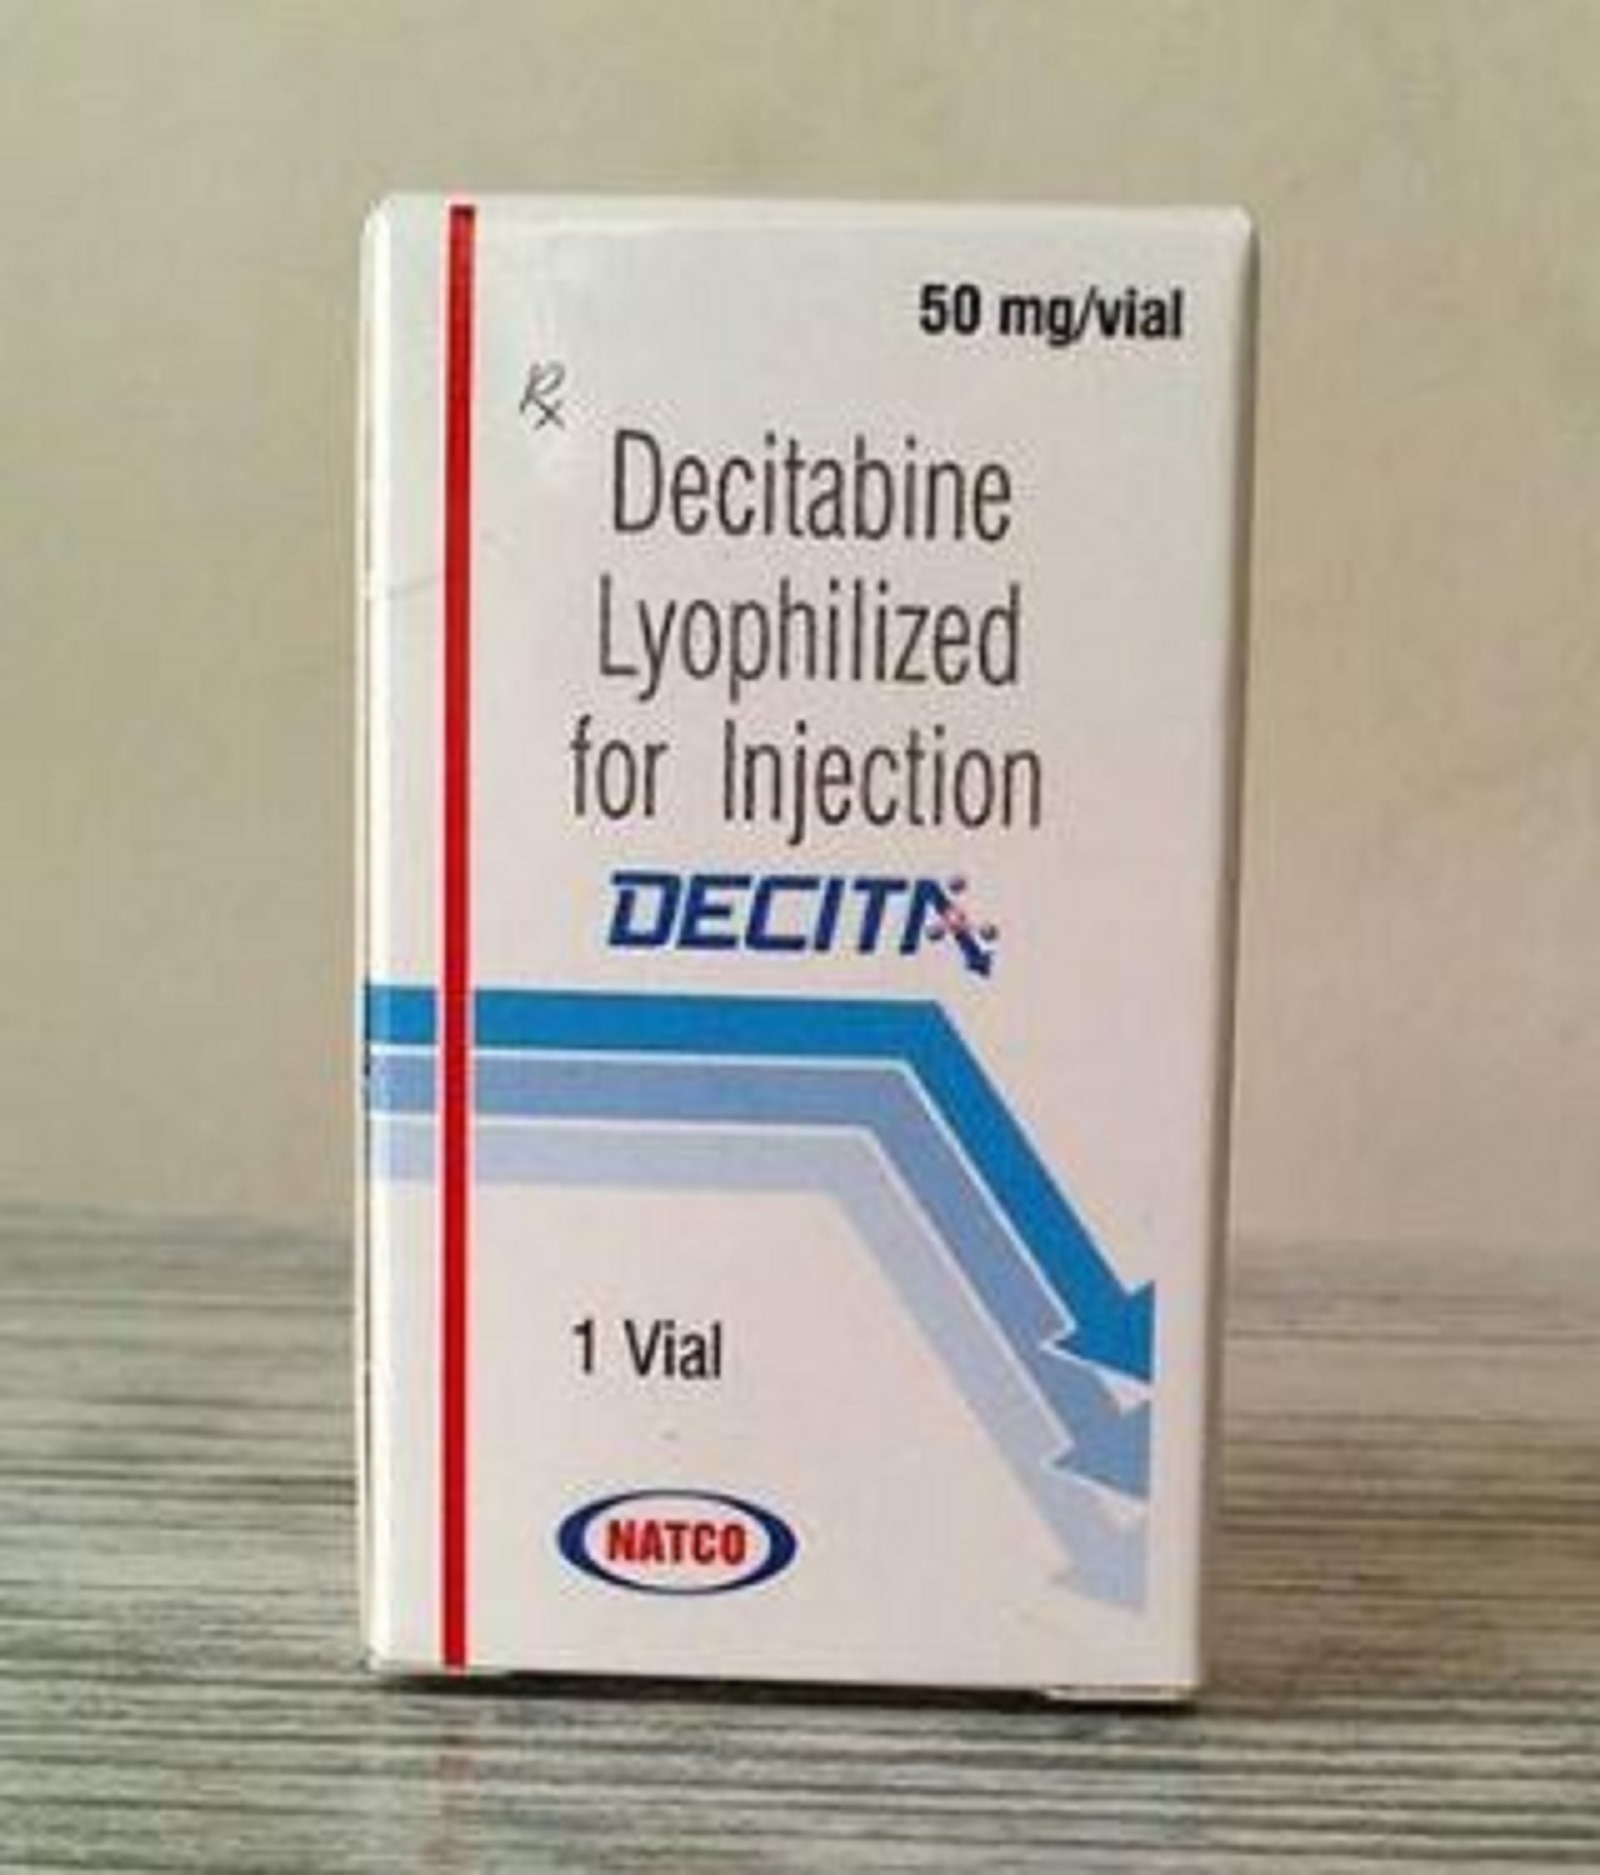 50 mg/vial
Rx
Decitabine
Lyophilized
for Injection
DECITA
1 Vial
NATCO